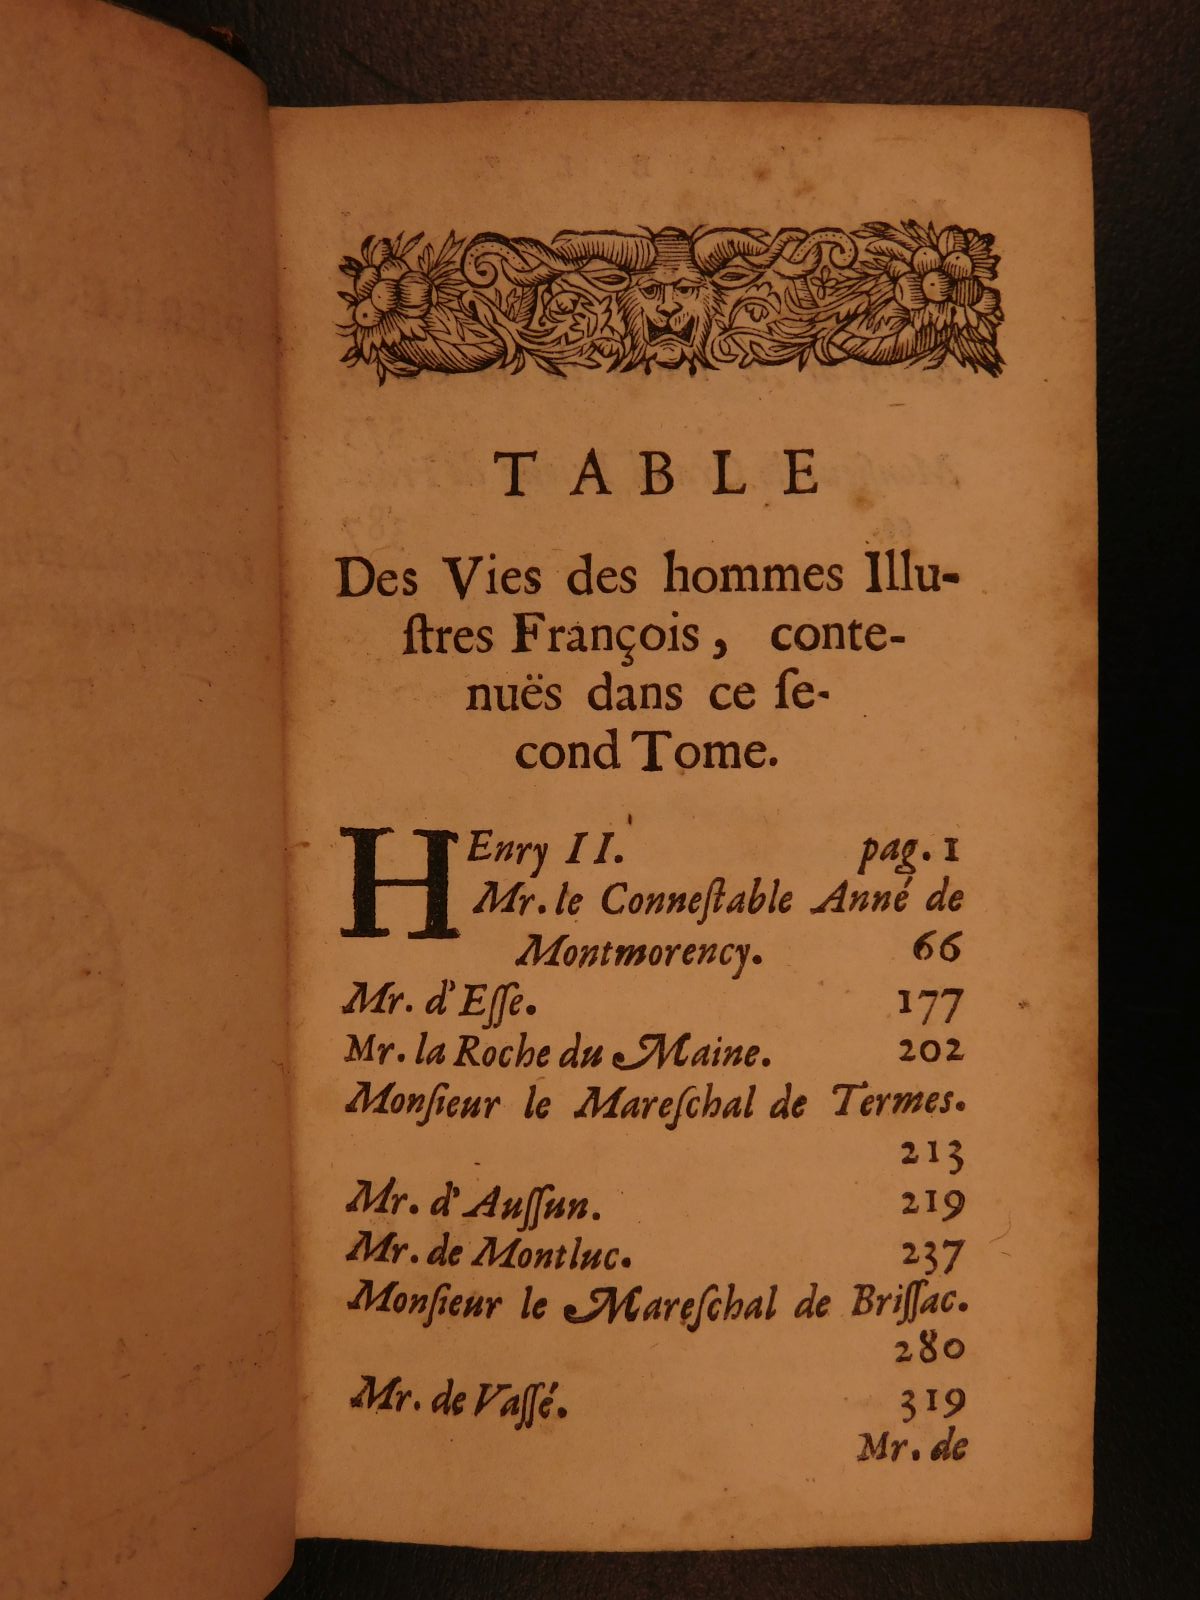 TABLE
Des Vies des hommes Illu-
ſtres François, conte-
nuës dans ce ſe-
cond Tome.
HEnry II. pag. 1
Mr. le Conneſtable Anné de
Montmorency. 66
Mr. d'Eſſe. 177
Mr. la Roche du Maine. 202
Monſieur le Mareſchal de Termes.
213
Mr. d'Auſſun. 219
Mr. de Montluc. 237
Monſieur le Mareſchal de Briſſac.
280
Mr. de Vaſſé. 319
Mr. de